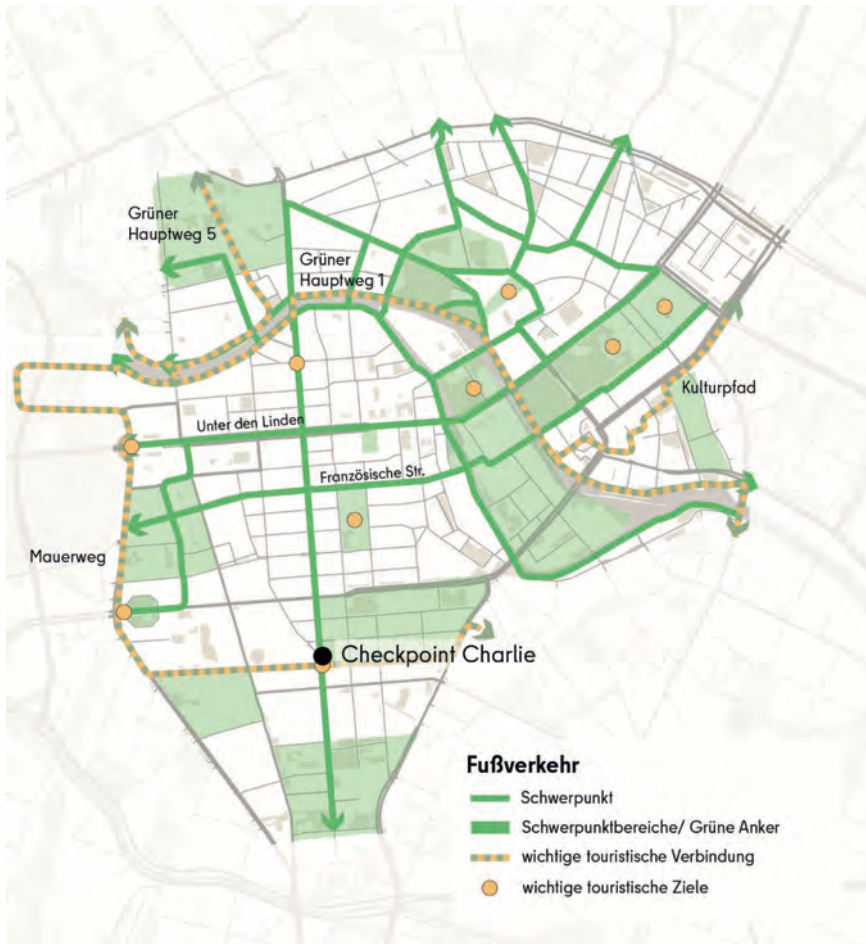 Grüner
Hauptweg 5
Grüner
Hauptweg 1
Kulturpfad
Unter den Linden
Französische Str.
Mauerweg
Checkpoint Charlie
Fußverkehr
Schwerpunkt
Schwerpunktbereiche/ Grüne Anker
wichtige touristische Verbindung
wichtige touristische Ziele